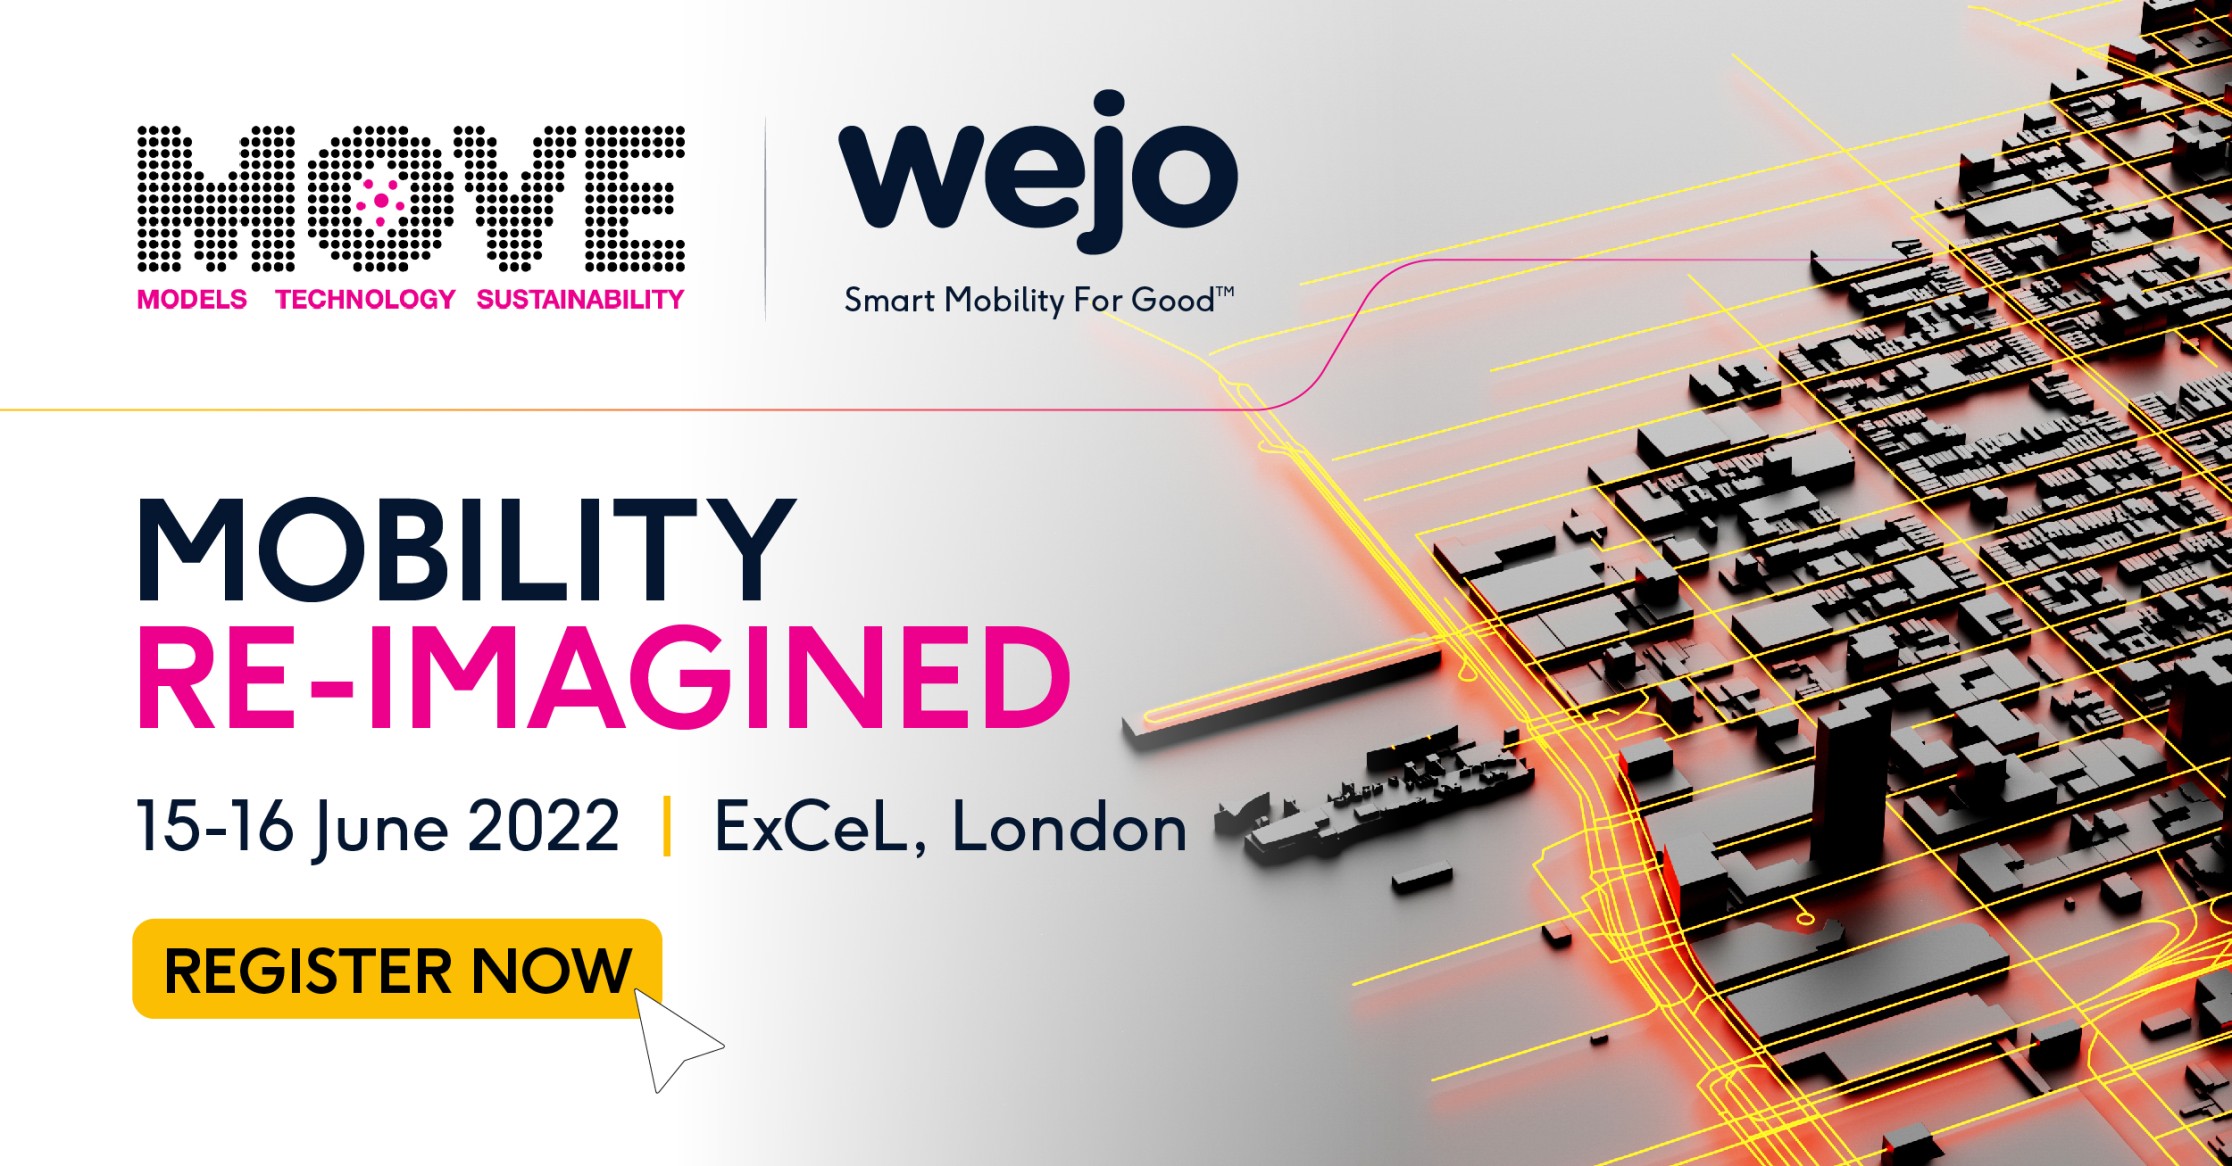 MOVE
MODELS TECHNOLOGY SUSTAINABILITY
wejo
Smart Mobility For Good™
MOBILITY
RE-IMAGINED
15-16 June 2022 | ExCeL, London
REGISTER NOW